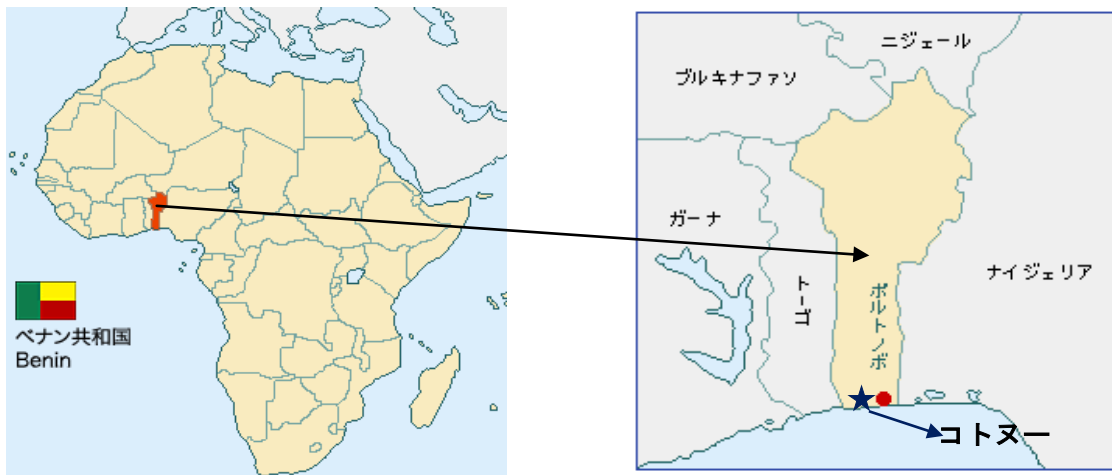 ベナン共和国
Benin
ニジェール
ブルキナファソ
ガーナ
トーゴ
ナイジェリア
ポルトノボ
コトヌー